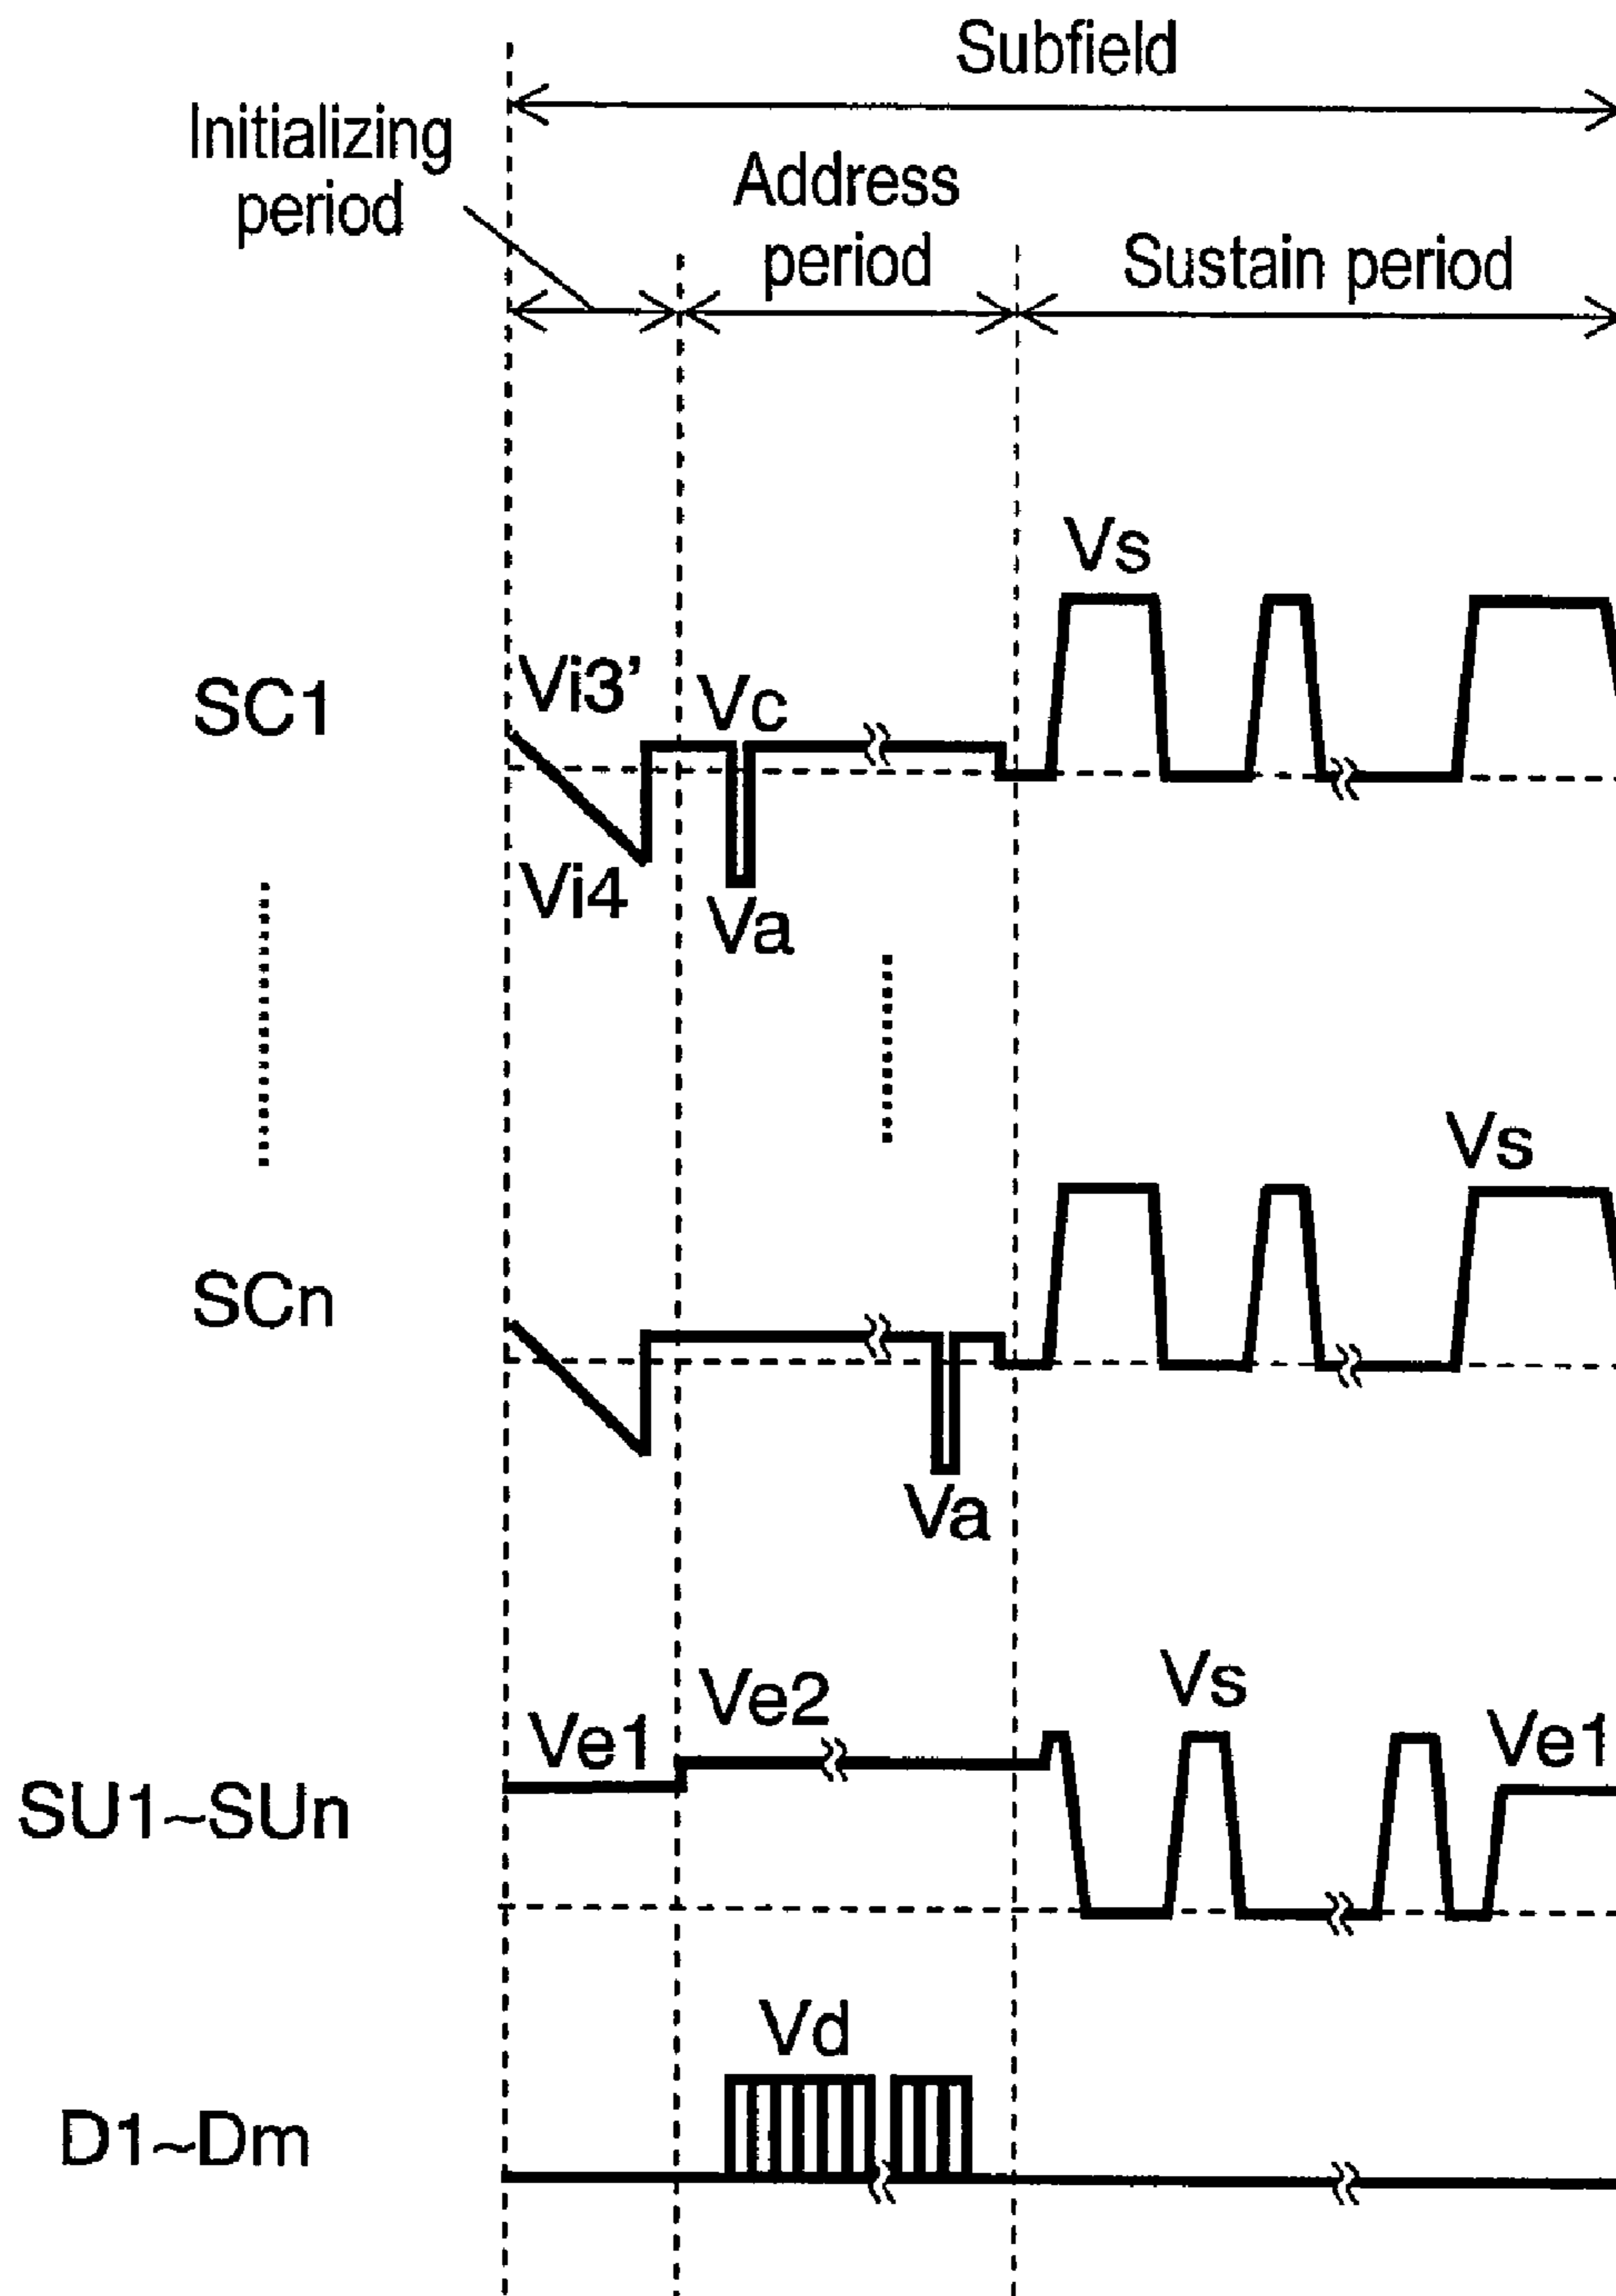 Subfield
Initializing
period
Address
period
Sustain period
Vs
SC1
Vi3’
Vc
Vi4
Va
Vs
SCn
Va
Vs
Ve2
Ve1
Ve1
SU1~SUn
Vd
D1~Dm